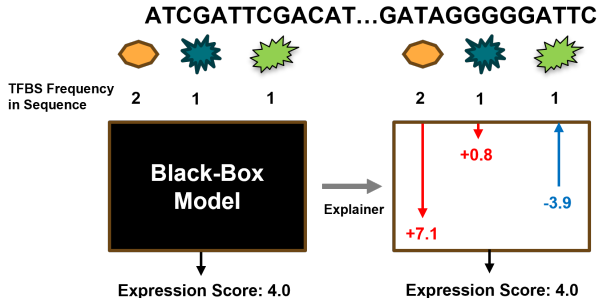 ATCGATTCGACAT...GATAGGGGGATTC
TFBS Frequency
in Sequence
2 1 1
2 1 1
Black-Box
Model
Explainer
+7.1
+0.8
-3.9
Expression Score: 4.0
Expression Score: 4.0